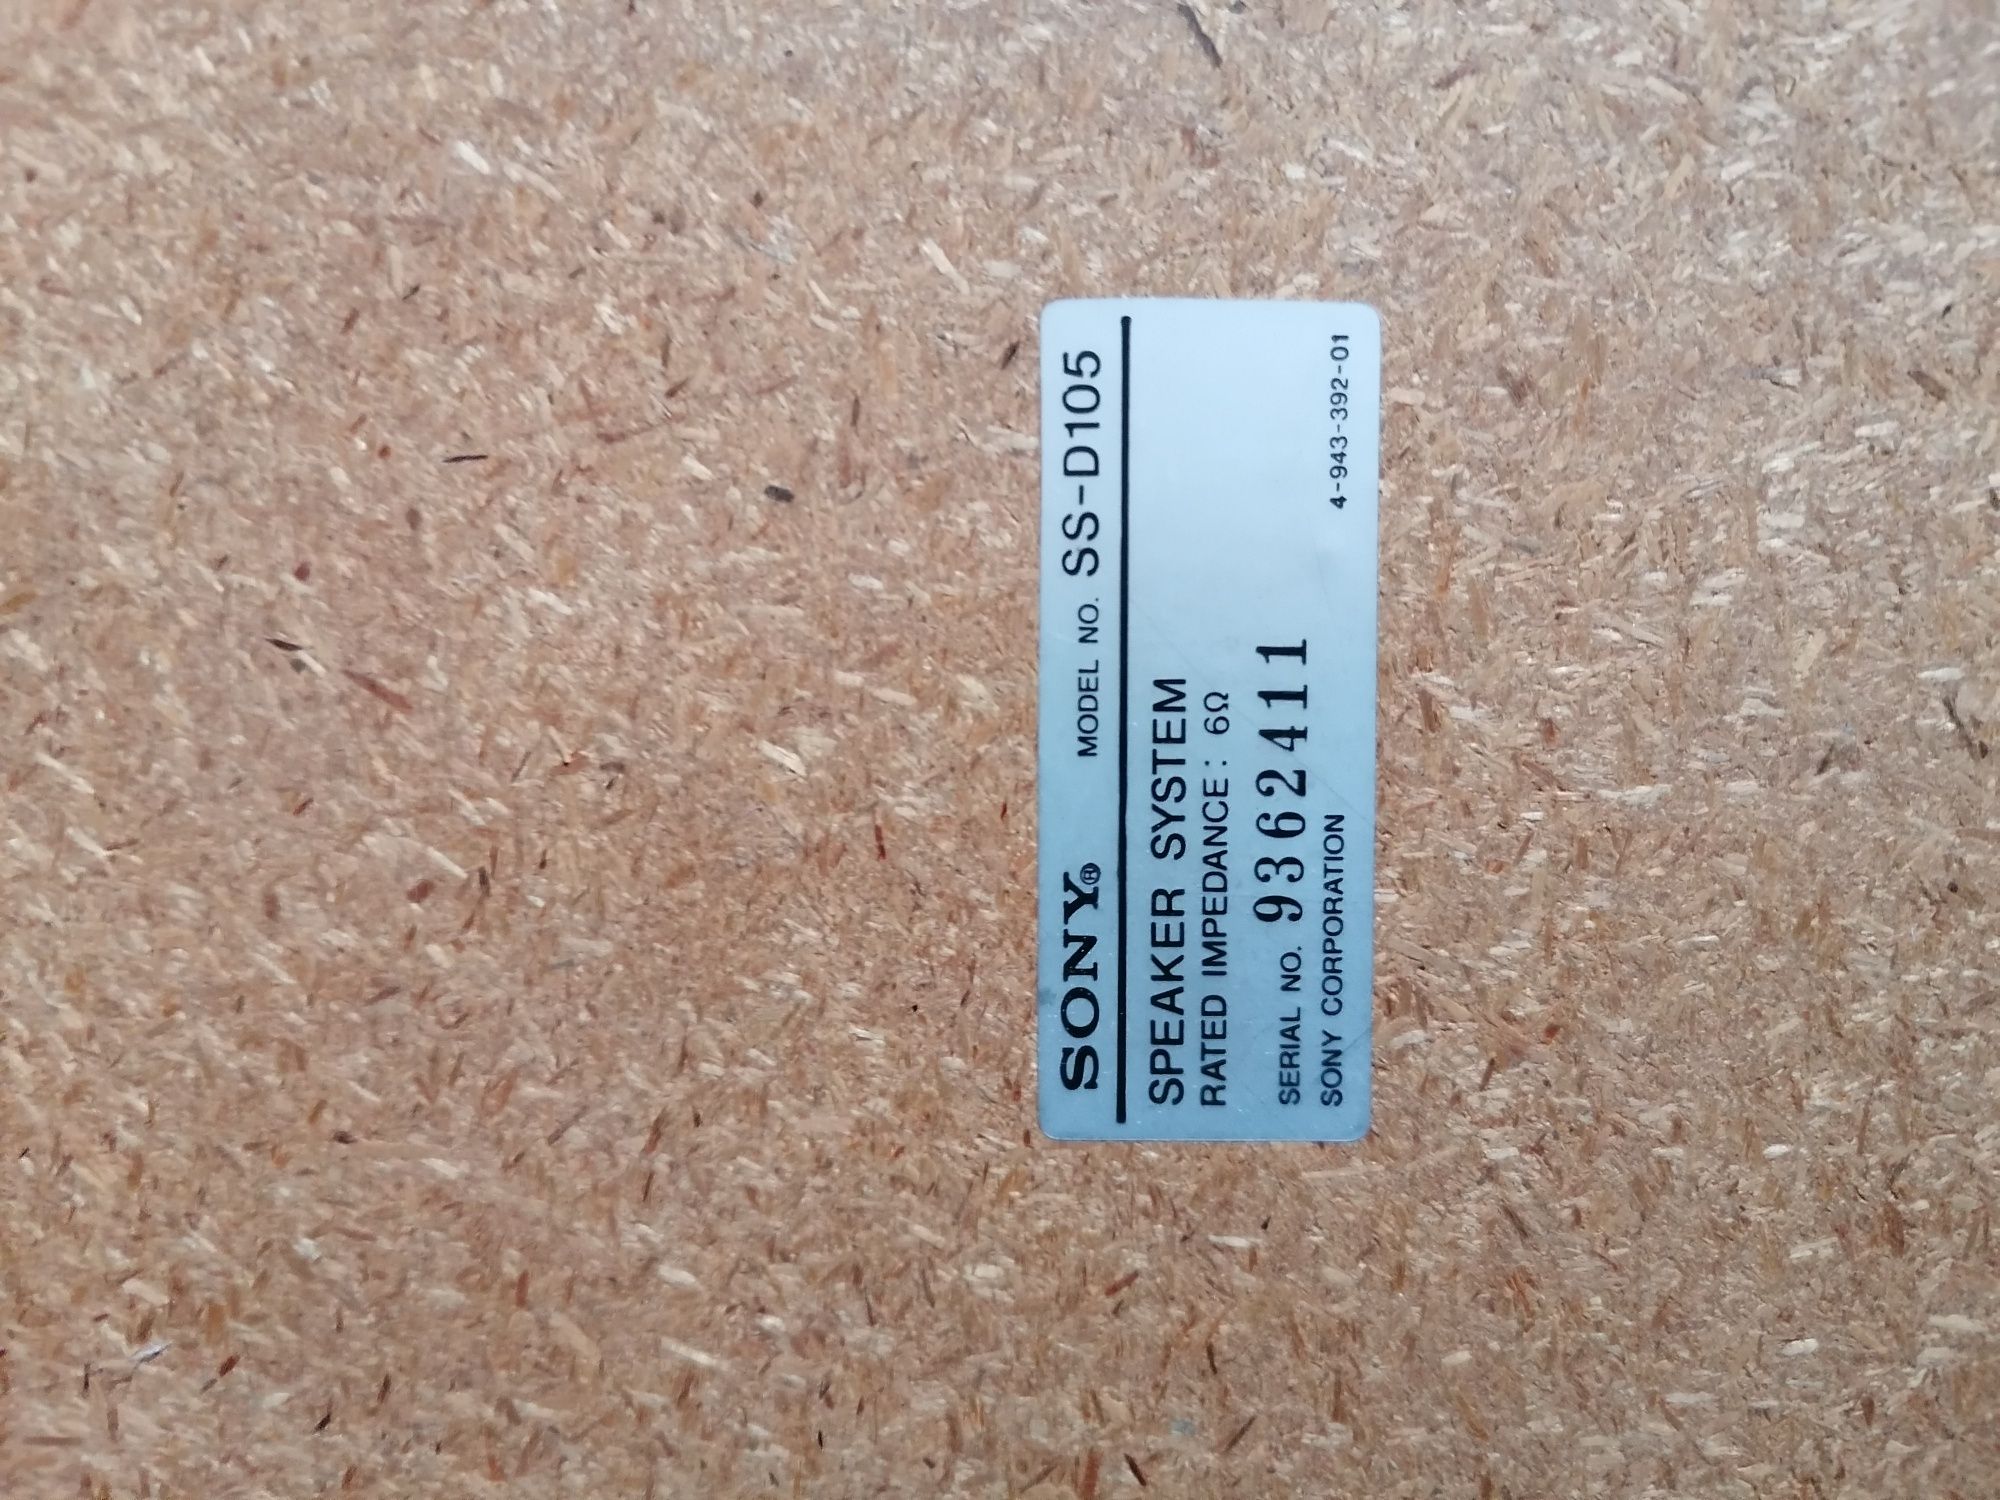 SONY® MODEL NO. SS-D105
SPEAKER SYSTEM
RATED IMPEDANCE: 6Ω
SERIAL NO. 9362411
SONY CORPORATION 4-943-392-01